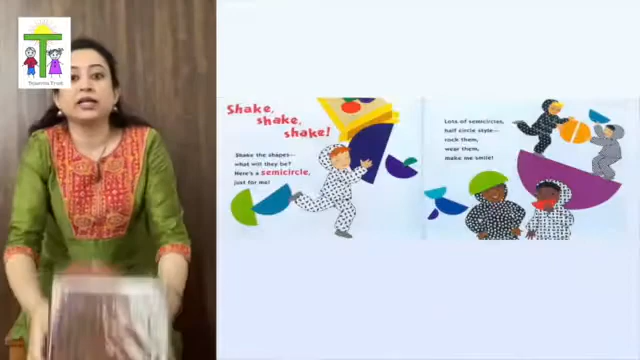 Shake,
shake,
shake!
Shake the shapes—
what will they be?
Here's a semicircle,
just for me!
Lots of semicircles,
half circle style—
rock them,
wear them,
make me smile!